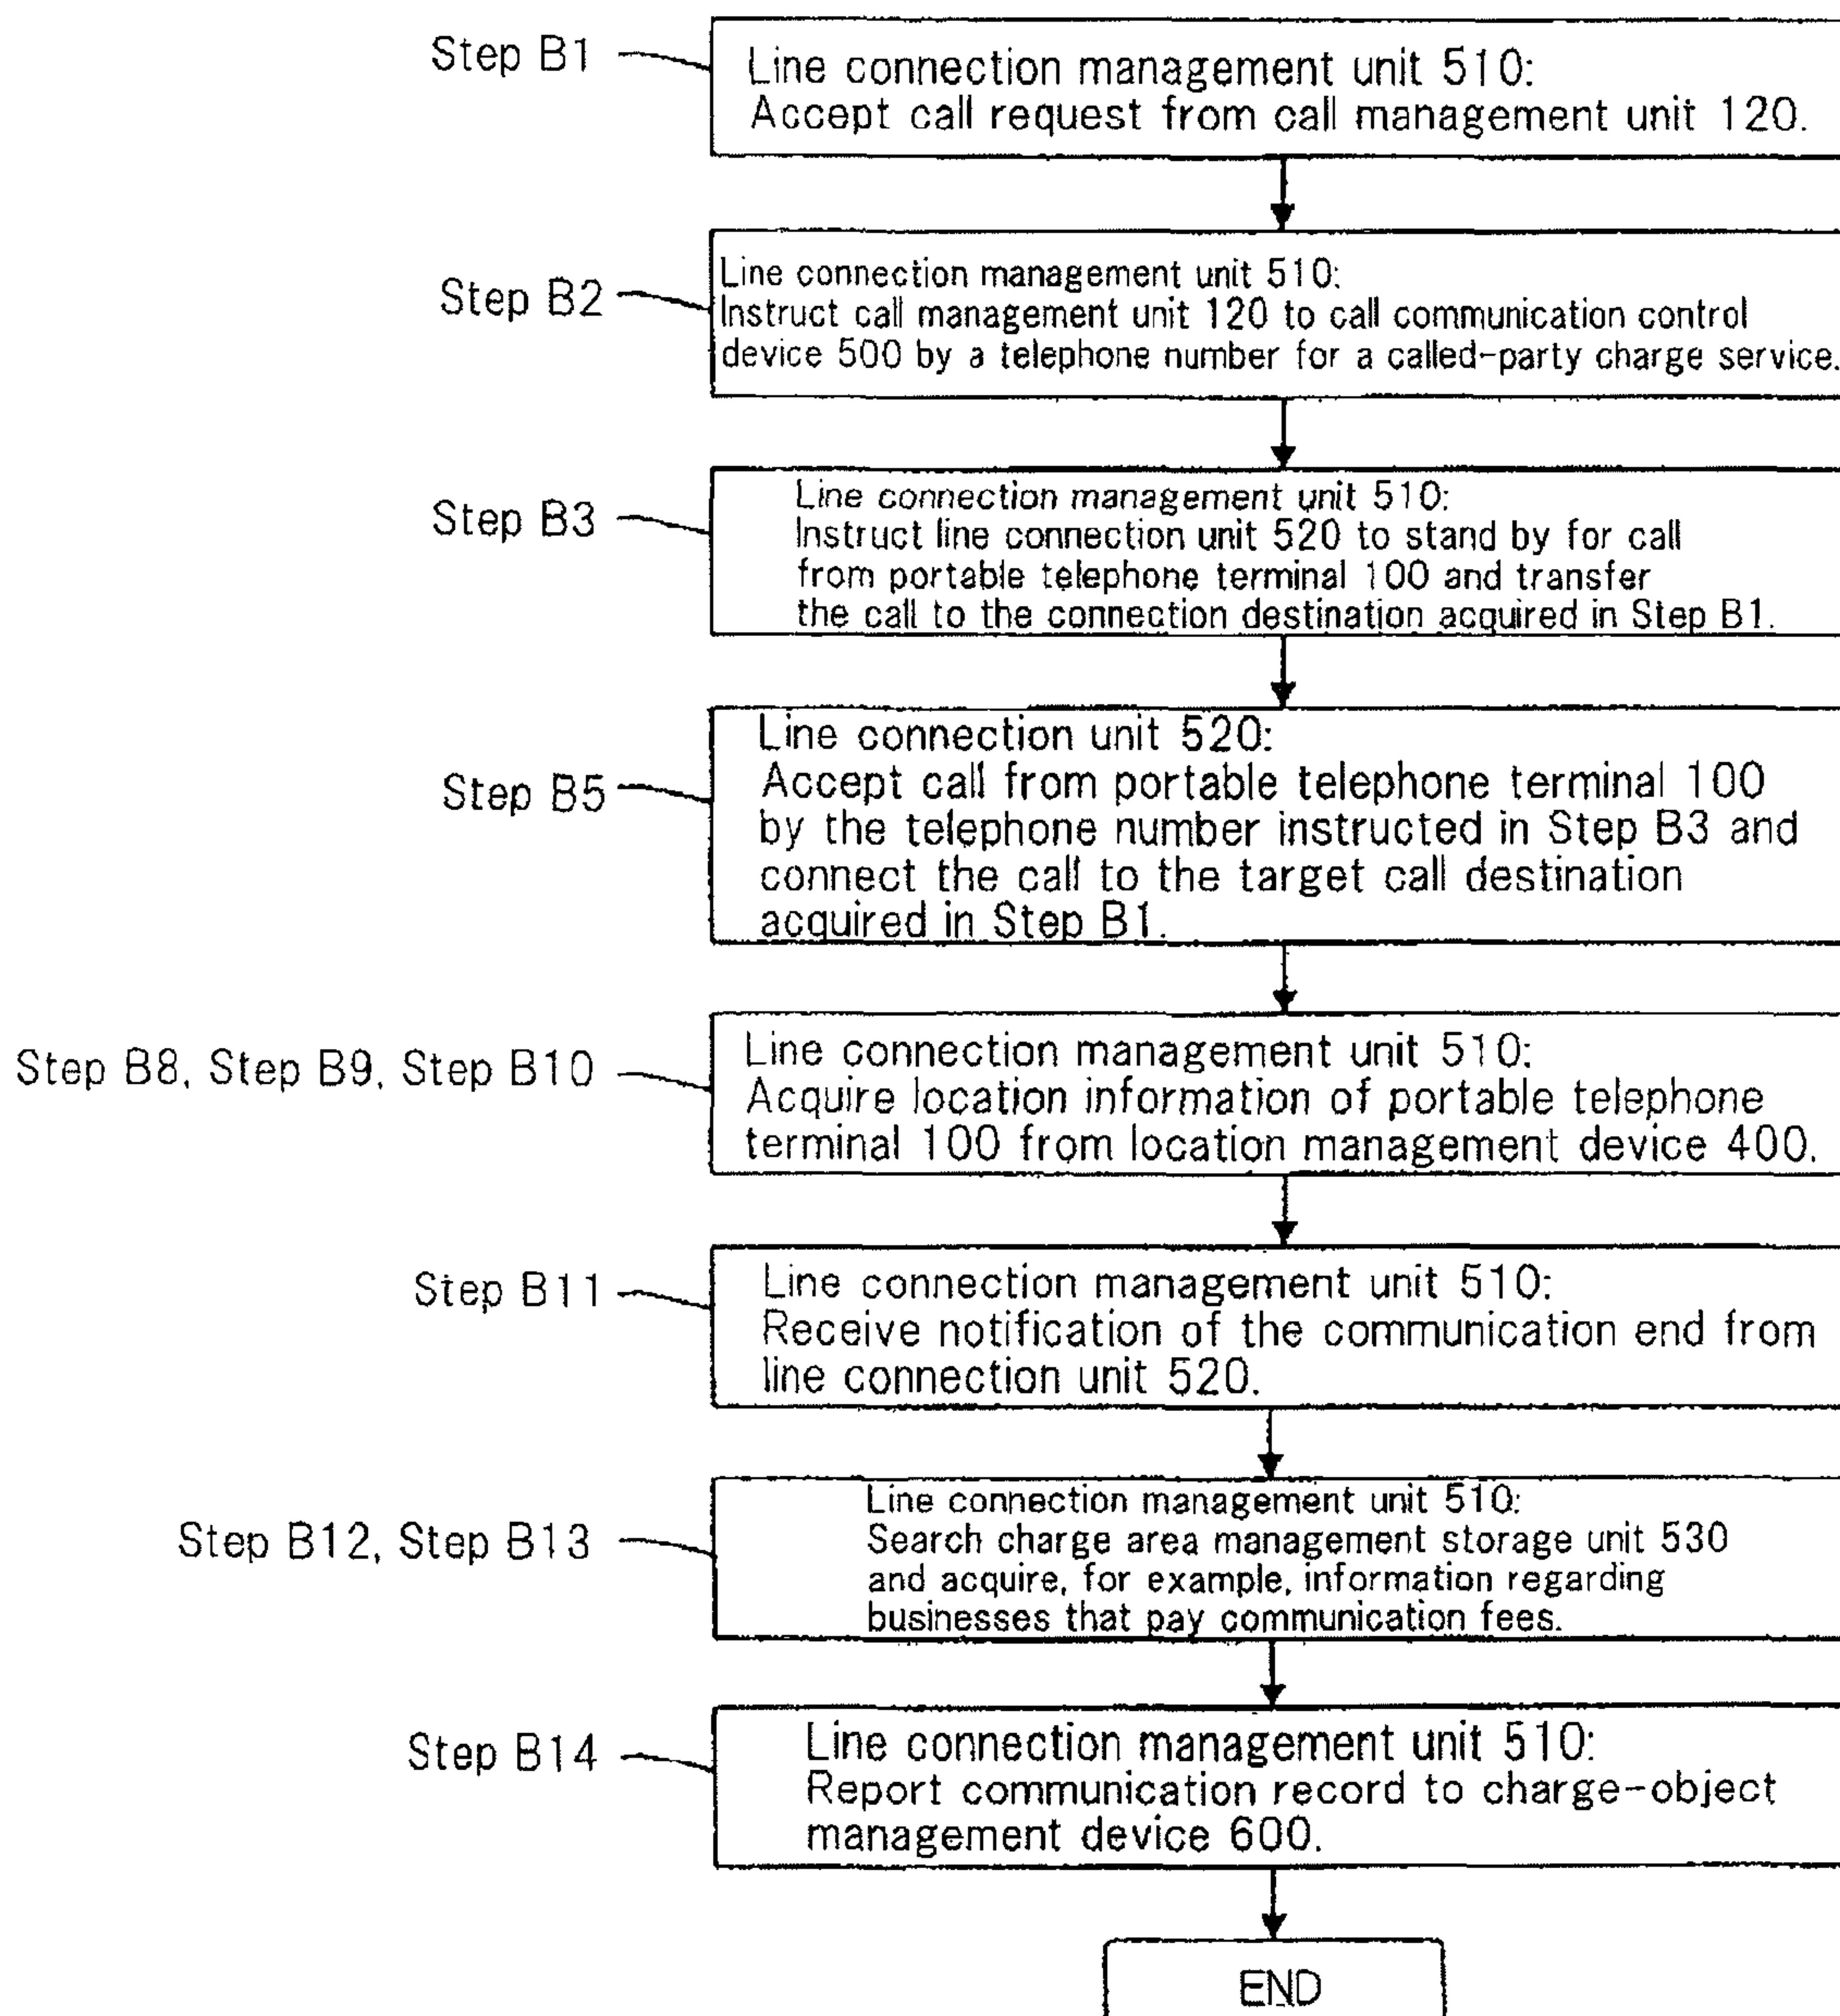 Step B1
Line connection management unit 510:
Accept call request from call management unit 120.
Step B2
Line connection management unit 510:
Instruct call management unit 120 to call communication control
device 500 by a telephone number for a called-party charge service.
Step B3
Line connection management unit 510:
Instruct line connection unit 520 to stand by for call
from portable telephone terminal 100 and transfer
the call to the connection destination acquired in Step B1.
Step B5
Line connection unit 520:
Accept call from portable telephone terminal 100
by the telephone number instructed in Step B3 and
connect the call to the target call destination
acquired in Step B1.
Step B8, Step B9, Step B10
Line connection management unit 510:
Acquire location information of portable telephone
terminal 100 from location management device 400.
Step B11
Line connection management unit 510:
Receive notification of the communication end from
line connection unit 520.
Step B12, Step B13
Line connection management unit 510:
Search charge area management storage unit 530
and acquire, for example, information regarding
businesses that pay communication fees.
Step B14
Line connection management unit 510:
Report communication record to charge-object
management device 600.
END